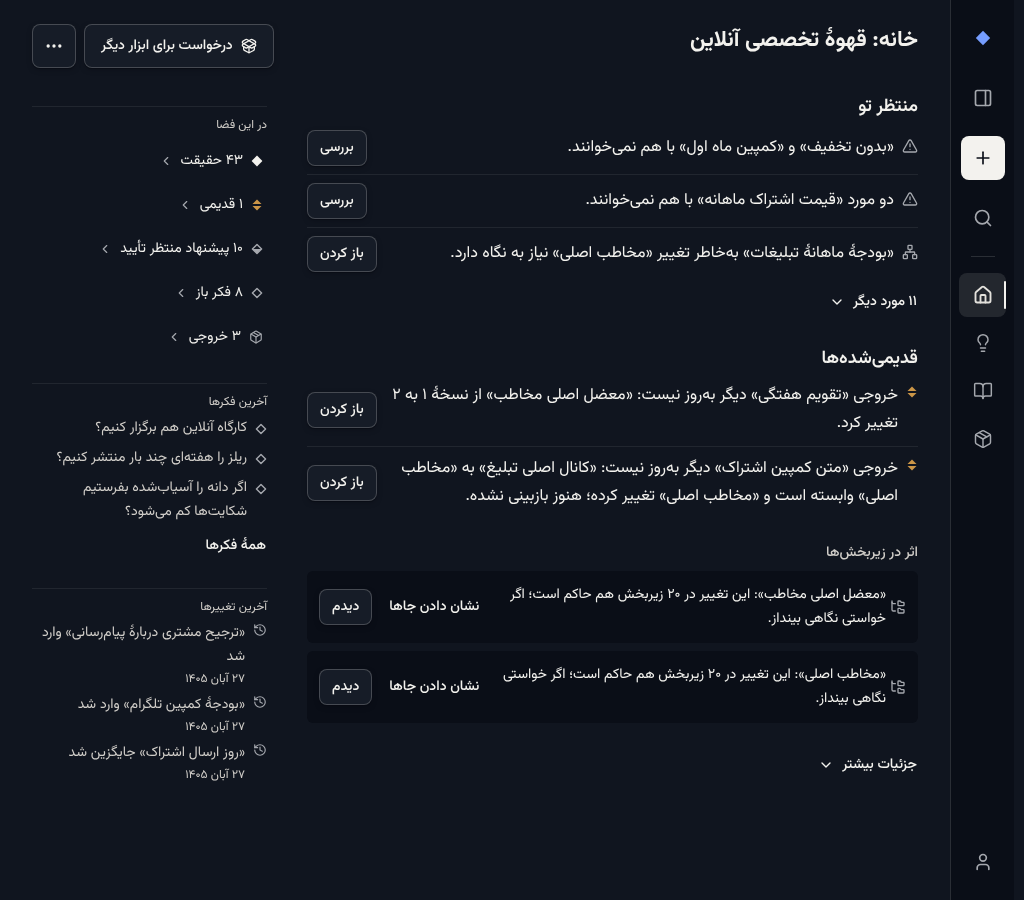 خانه: قهوهٔ تخصصی آنلاین
درخواست برای ابزار دیگر
منتظر تو
«بدون تخفیف» و «کمپین ماه اول» با هم نمی‌خوانند.
بررسی
دو مورد «قیمت اشتراک ماهانه» با هم نمی‌خوانند.
بررسی
«بودجهٔ ماهانهٔ تبلیغات» به‌خاطر تغییر «مخاطب اصلی» نیاز به نگاه دارد.
باز کردن
۱۱ مورد دیگر
قدیمی‌شده‌ها
خروجی «تقویم هفتگی» دیگر به‌روز نیست: «معضل اصلی مخاطب» از نسخهٔ ۱ به ۲
تغییر کرد.
باز کردن
خروجی «متن کمپین اشتراک» دیگر به‌روز نیست: «کانال اصلی تبلیغ» به «مخاطب
اصلی» وابسته است و «مخاطب اصلی» تغییر کرده؛ هنوز بازبینی نشده.
باز کردن
اثر در زیربخش‌ها
«معضل اصلی مخاطب»: این تغییر در ۲۰ زیربخش هم حاکم است؛ اگر
خواستی نگاهی بینداز.
نشان دادن جاها
دیدم
«مخاطب اصلی»: این تغییر در ۲۰ زیربخش هم حاکم است؛ اگر خواستی
نگاهی بینداز.
نشان دادن جاها
دیدم
جزئیات بیشتر
در این فضا
۴۳ حقیقت
۱ قدیمی
۱۰ پیشنهاد منتظر تأیید
۸ فکر باز
۳ خروجی
آخرین فکرها
کارگاه آنلاین هم برگزار کنیم؟
ریلز را هفته‌ای چند بار منتشر کنیم؟
اگر دانه را آسیاب‌شده بفرستیم
شکایت‌ها کم می‌شود؟
همهٔ فکرها
آخرین تغییرها
«ترجیح مشتری دربارهٔ پیام‌رسانی» وارد
شد
۲۷ آبان ۱۴۰۵
«بودجهٔ کمپین تلگرام» وارد شد
۲۷ آبان ۱۴۰۵
«روز ارسال اشتراک» جایگزین شد
۲۷ آبان ۱۴۰۵